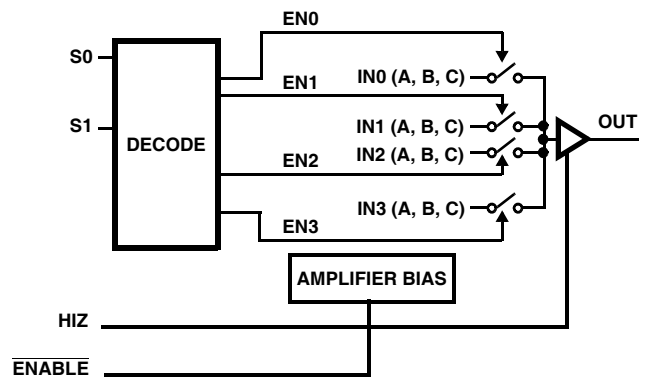 EN0
S0
IN0 (A, B, C)
EN1
OUT
S1
IN1 (A, B, C)
DECODE
IN2 (A, B, C)
EN2
IN3 (A, B, C)
EN3
AMPLIFIER BIAS
HIZ
ENABLE